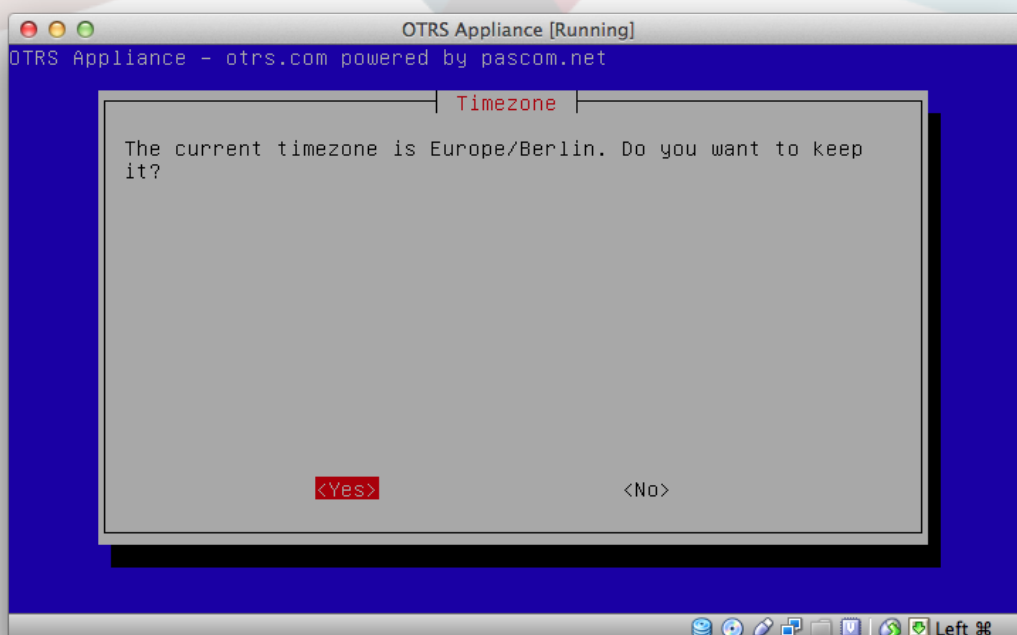 OTRS Appliance [Running]
OTRS Appliance - otrs.com powered by pascom.net
Timezone
The current timezone is Europe/Berlin. Do you want to keep
it?
<Yes> <No>
Left ⌘